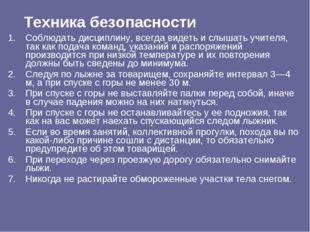 Техника безопасности
1. Соблюдать дисциплину, всегда видеть и слышать учителя,
так как подача команд, указаний и распоряжений
производится при низкой температуре и их повторения
должны быть сведены до минимума.
2. Следуя по лыжне за товарищем, сохраняйте интервал 3—4
м, а при спуске с горы не менее 30 м.
3. При спуске с горы не выставляйте палки перед собой, иначе
в случае падения можно на них наткнуться.
4. При спуске с горы не останавливайтесь у ее подножия, так
как на вас может наехать спускающийся следом лыжник.
5. Если во время занятий, коллективной прогулки, похода вы по
какой-либо причине сошли с дистанции, то обязательно
предупредите об этом товарищей.
6. При переходе через проезжую дорогу обязательно снимайте
лыжи.
7. Никогда не растирайте обмороженные участки тела снегом.